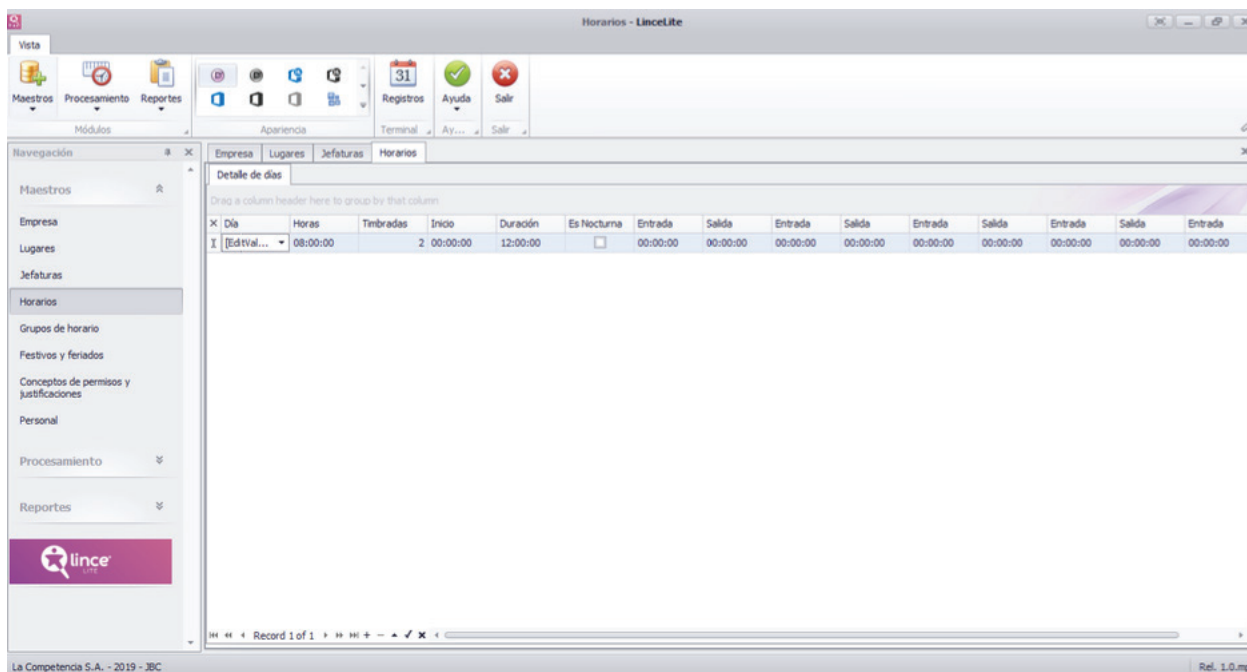 Horarios - LinceLite
Vista
Maestros Procesamiento Reportes Registros Ayuda Salir
31
Módulos Apariencia Terminal Ay... Salir
Navegación
Empresa Lugares Jefaturas Horarios
Detalle de días
Maestros
Drag a column header here to group by that column
Empresa
Día Horas Timbradas Inicio Duración Es Nocturna Entrada Salida Entrada Salida Entrada Salida Entrada Salida Entrada
[EditVal... 08:00:00 2 00:00:00 12:00:00 00:00:00 00:00:00 00:00:00 00:00:00 00:00:00 00:00:00 00:00:00 00:00:00 00:00:00
Lugares
Jefaturas
Horarios
Grupos de horario
Festivos y feriados
Conceptos de permisos y
justificaciones
Personal
Procesamiento
Reportes
lince
LITE
Record 1 of 1
La Competencia S.A. - 2019 - JBC